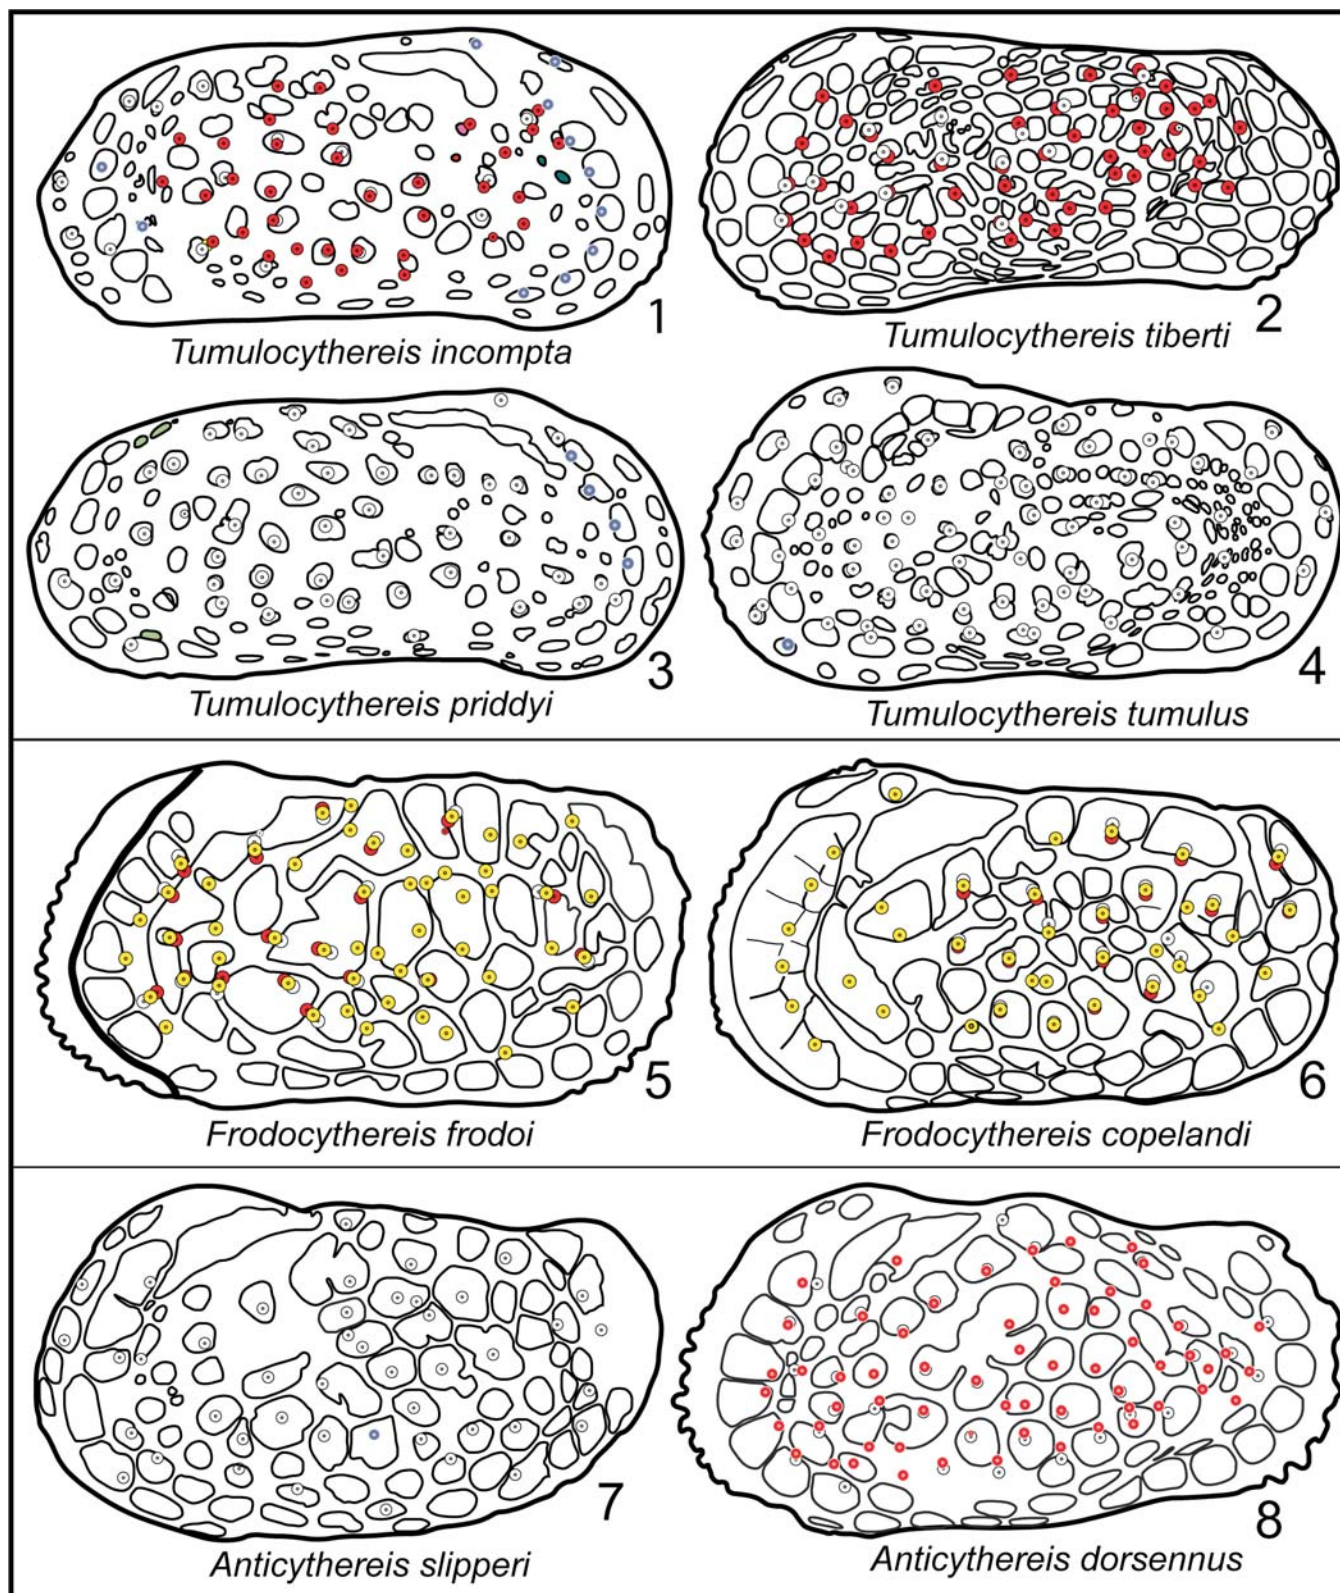 1
Tumulocythereis incompta
2
Tumulocythereis tiberti
3
Tumulocythereis priddyi
4
Tumulocythereis tumulus
5
Frodocythereis frodoi
6
Frodocythereis copelandi
7
Anticythereis slipperi
8
Anticythereis dorsennus